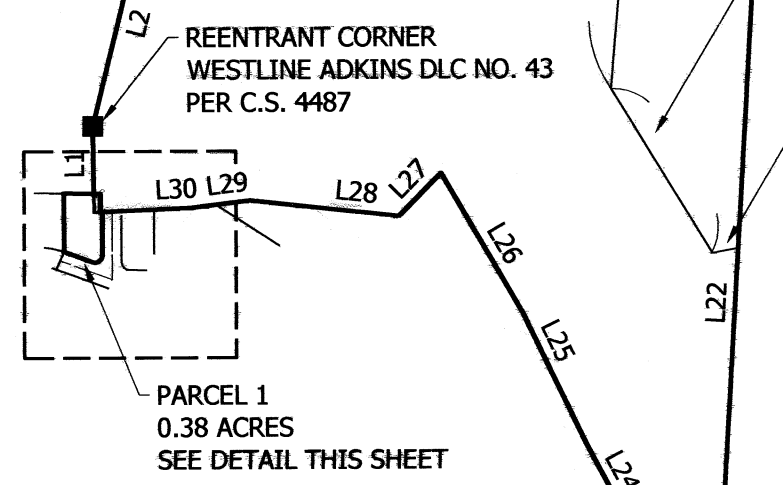 L2
REENTRANT CORNER
WESTLINE ADKINS DLC NO. 43
PER C.S. 4487
L1
L30
L29
L28
L27
L26
L22
L25
PARCEL 1
0.38 ACRES
SEE DETAIL THIS SHEET
L24